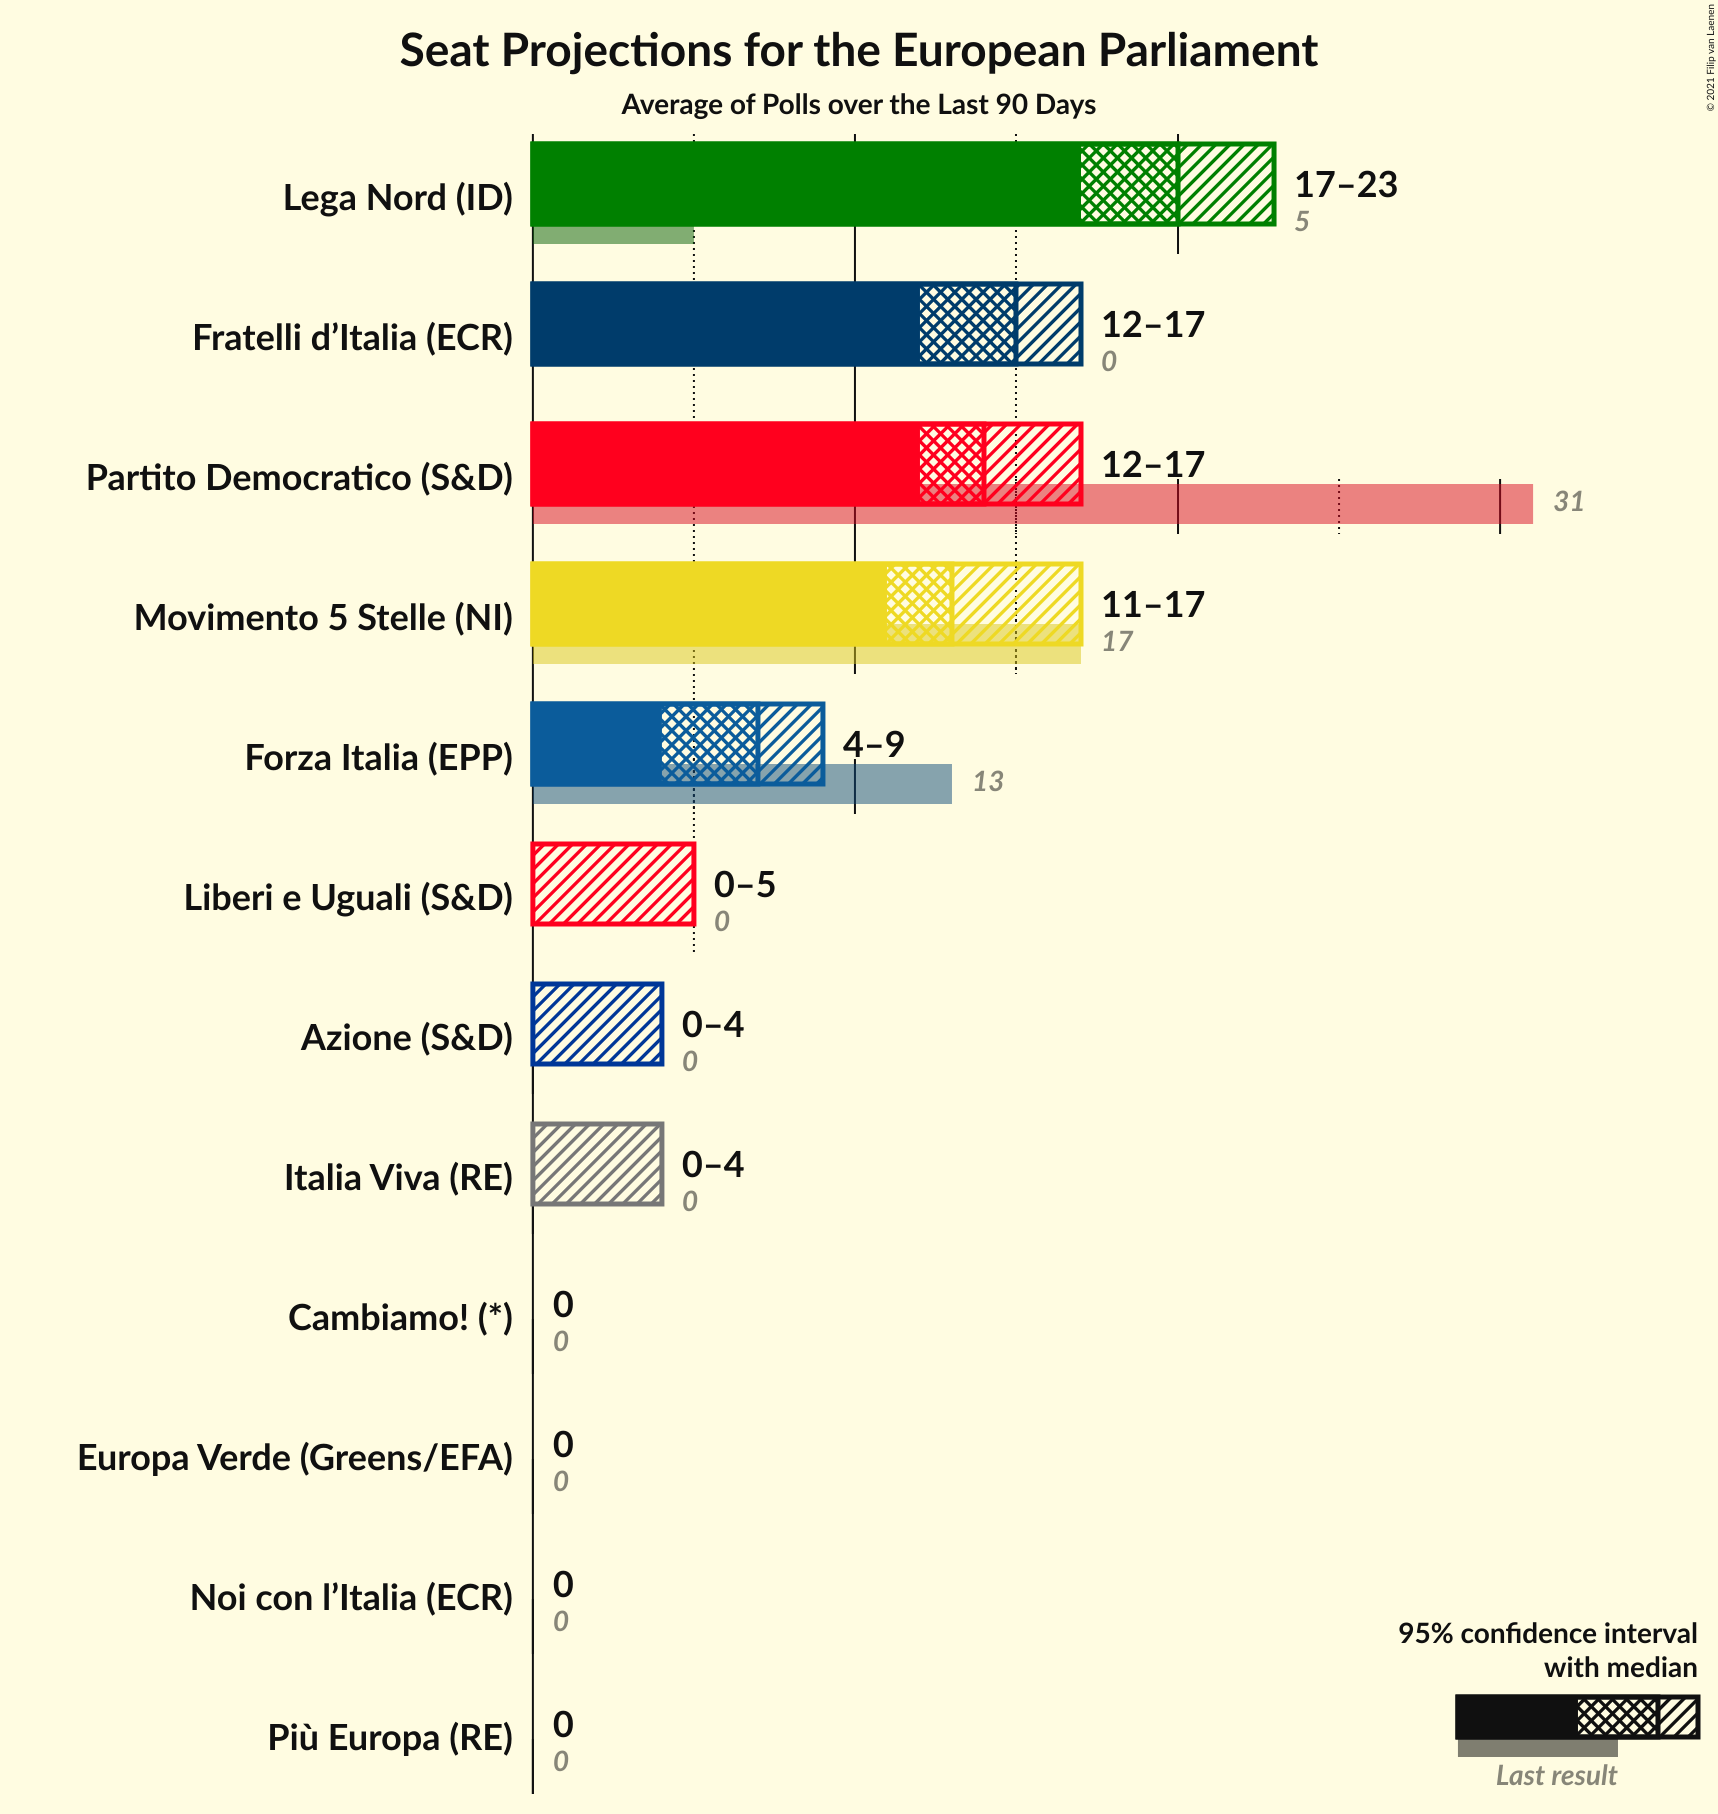 Seat Projections for the European Parliament
Average of Polls over the Last 90 Days
© 2021 Filip van Laenen
Lega Nord (ID)
17–23
5
Fratelli d’Italia (ECR)
12–17
0
Partito Democratico (S&D)
12–17
31
Movimento 5 Stelle (NI)
11–17
17
Forza Italia (EPP)
4–9
13
Liberi e Uguali (S&D)
0–5
0
Azione (S&D)
0–4
0
Italia Viva (RE)
0–4
0
Cambiamo! (*)
0
0
Europa Verde (Greens/EFA)
0
0
Noi con l’Italia (ECR)
0
0
Più Europa (RE)
0
0
95% confidence interval
with median
Last result